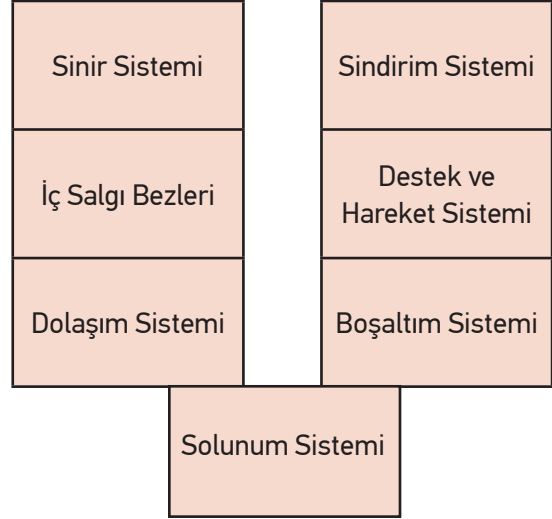 Sinir Sistemi
Sindirim Sistemi
İç Salgı Bezleri
Destek ve
Hareket Sistemi
Dolaşım Sistemi
Boşaltım Sistemi
Solunum Sistemi